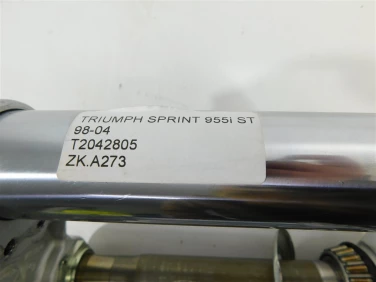 TRIUMPH SPRINT 955i ST
98-04
T2042805
ZK.A273